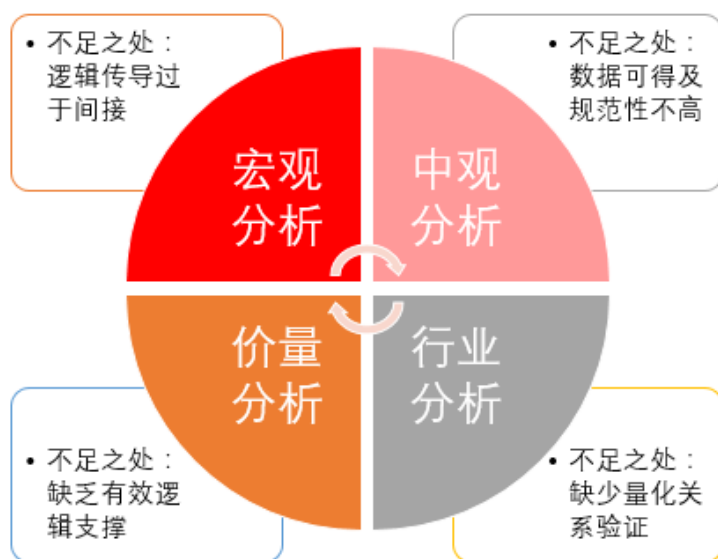 • 不足之处：
逻辑传导过
于间接
• 不足之处：
数据可得及
规范性不高
宏观
分析
中观
分析
价量
分析
行业
分析
• 不足之处：
缺乏有效逻
辑支撑
• 不足之处：
缺少量化关
系验证